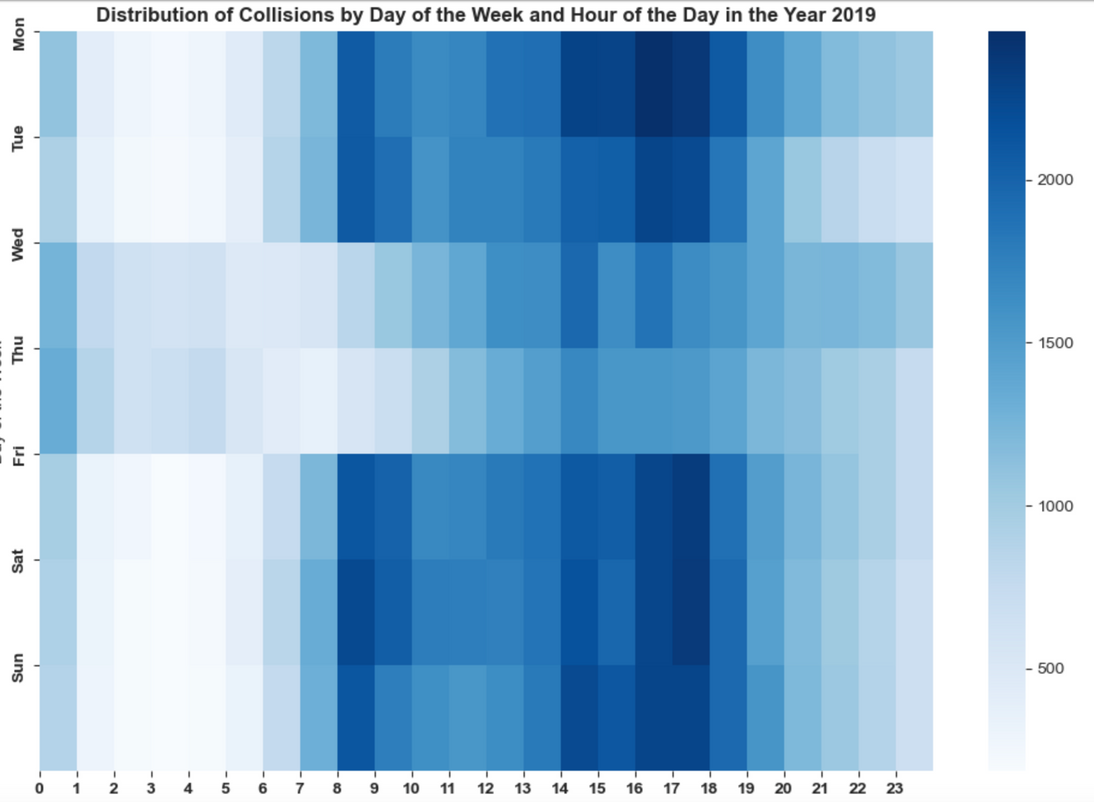 Distribution of Collisions by Day of the Week and Hour of the Day in the Year 2019
Mon
Tue
Wed
Thu
Fri
Sat
Sun
0 1 2 3 4 5 6 7 8 9 10 11 12 13 14 15 16 17 18 19 20 21 22 23
2000
1500
1000
500